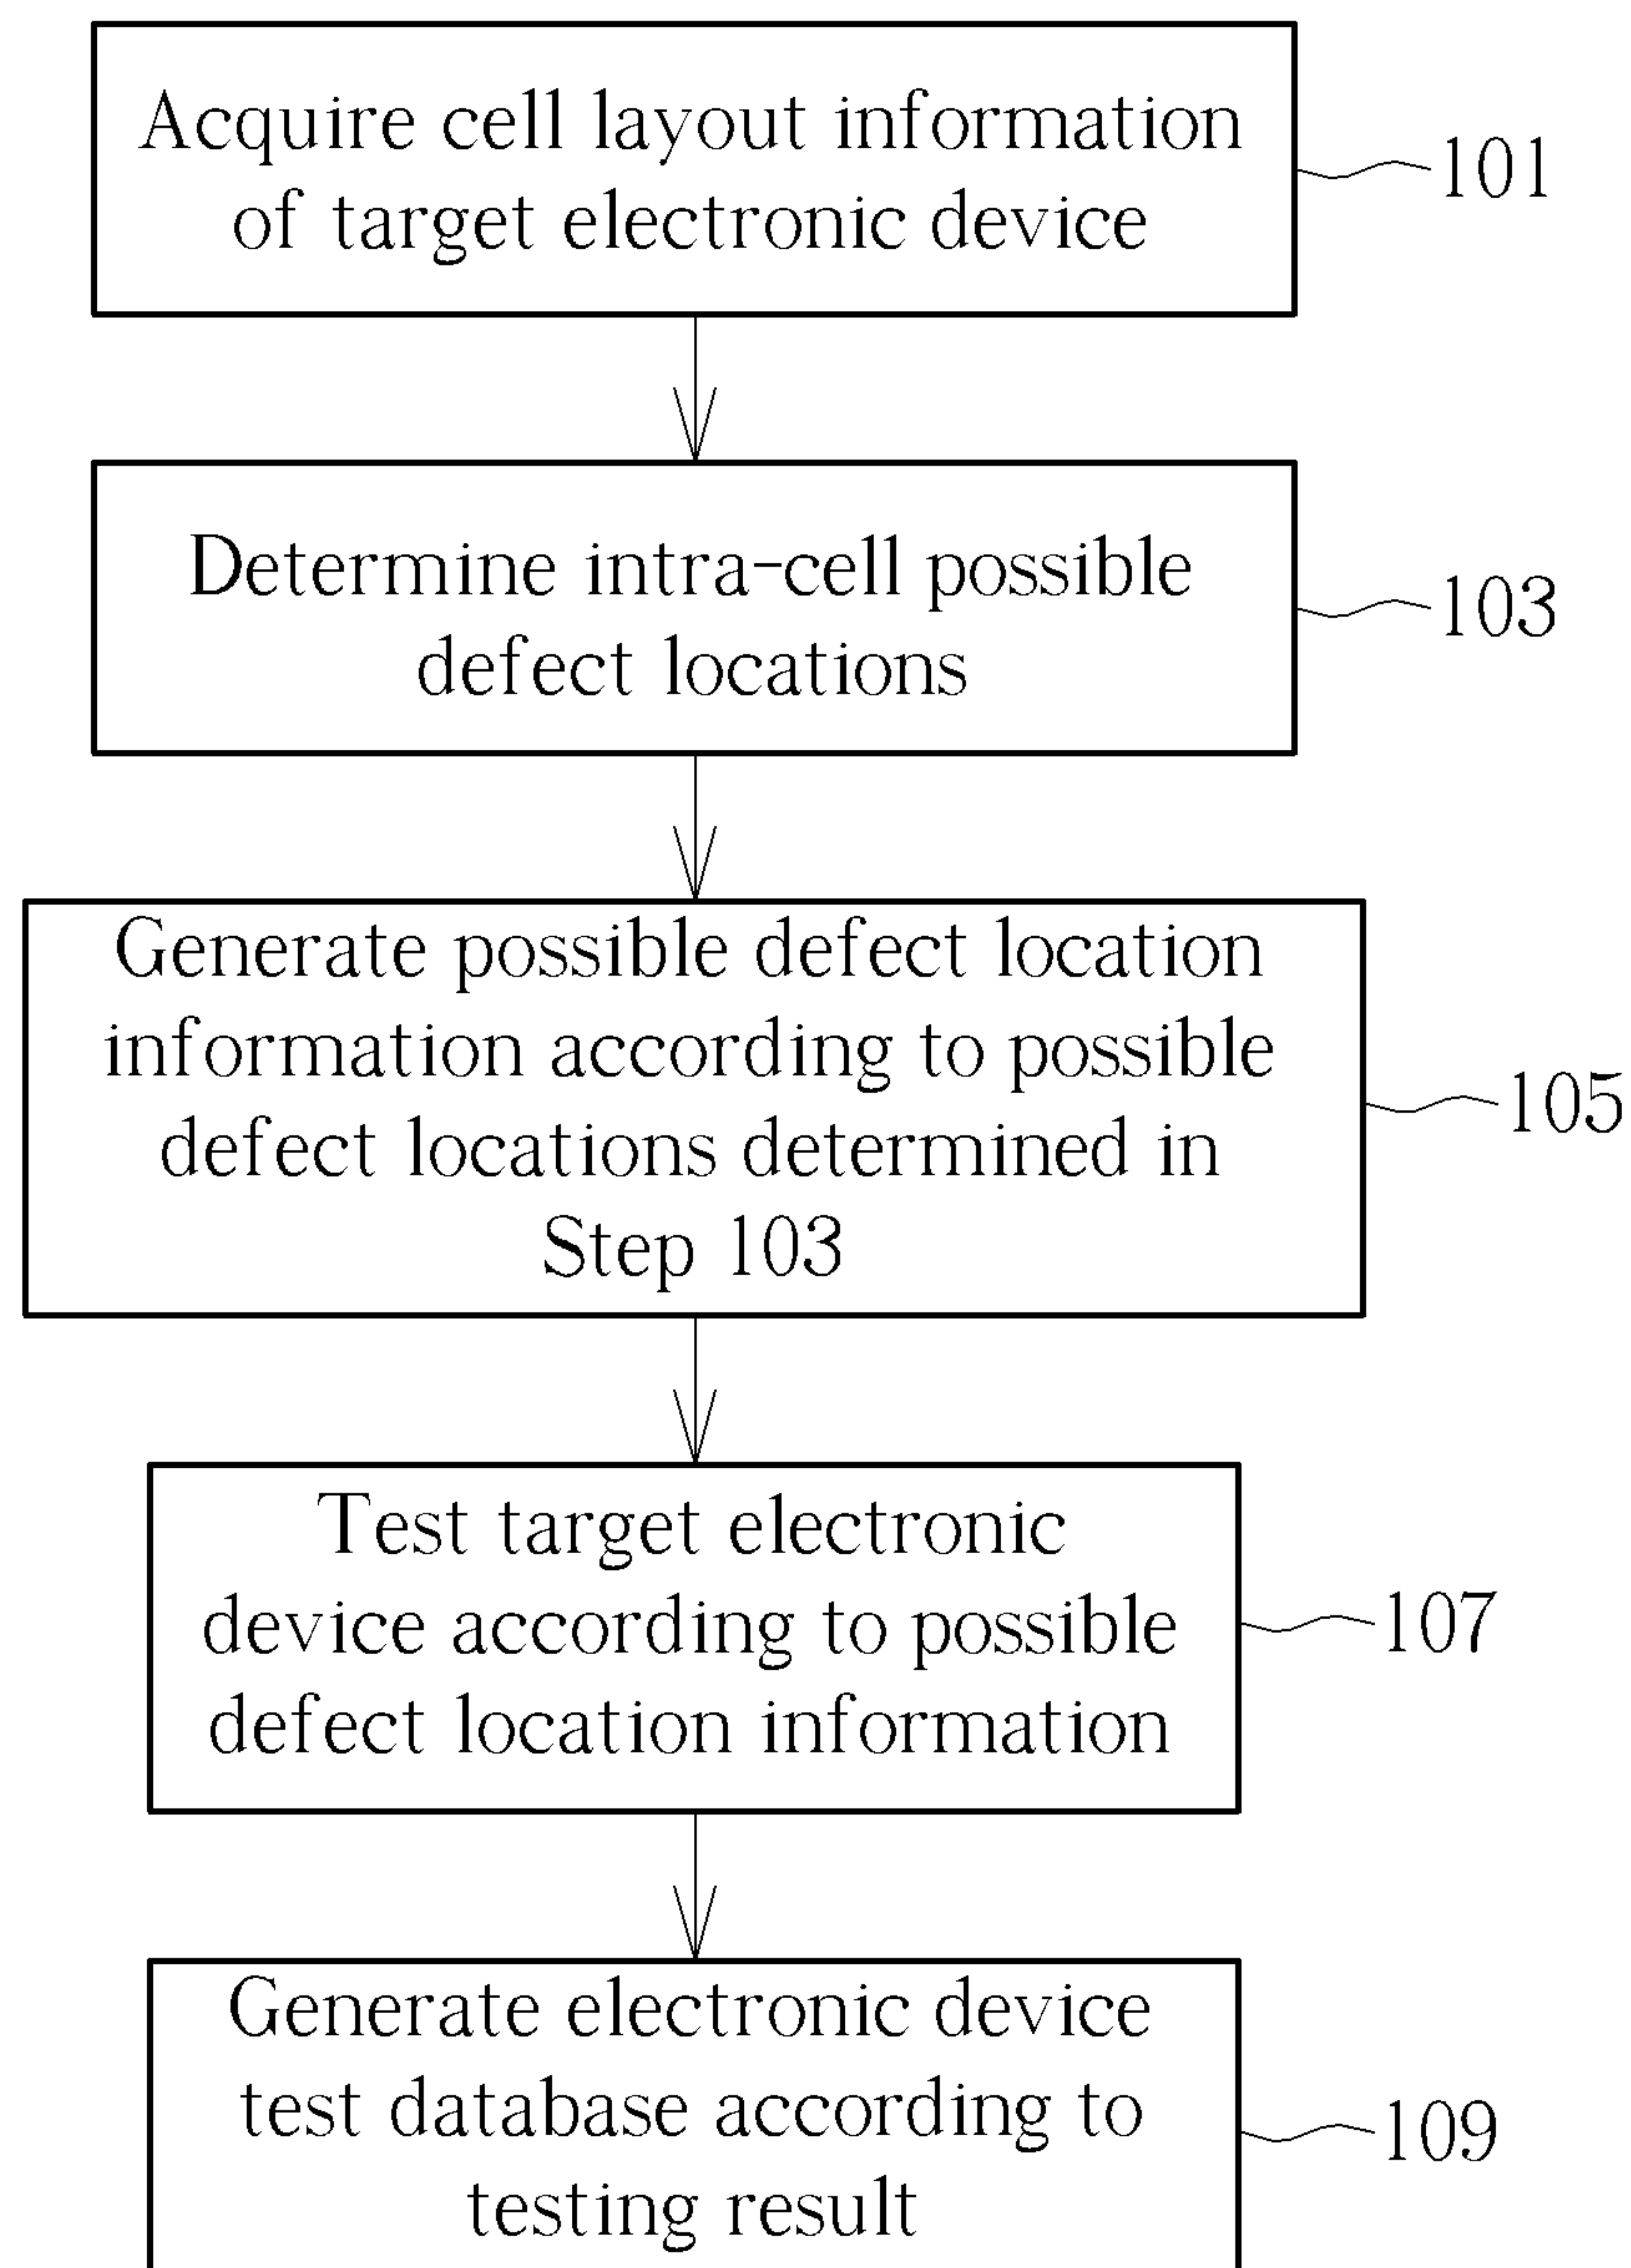 Acquire cell layout information
of target electronic device
101
Determine intra-cell possible
defect locations
103
Generate possible defect location
information according to possible
defect locations determined in
Step 103
105
Test target electronic
device according to possible
defect location information
107
Generate electronic device
test database according to
testing result
109